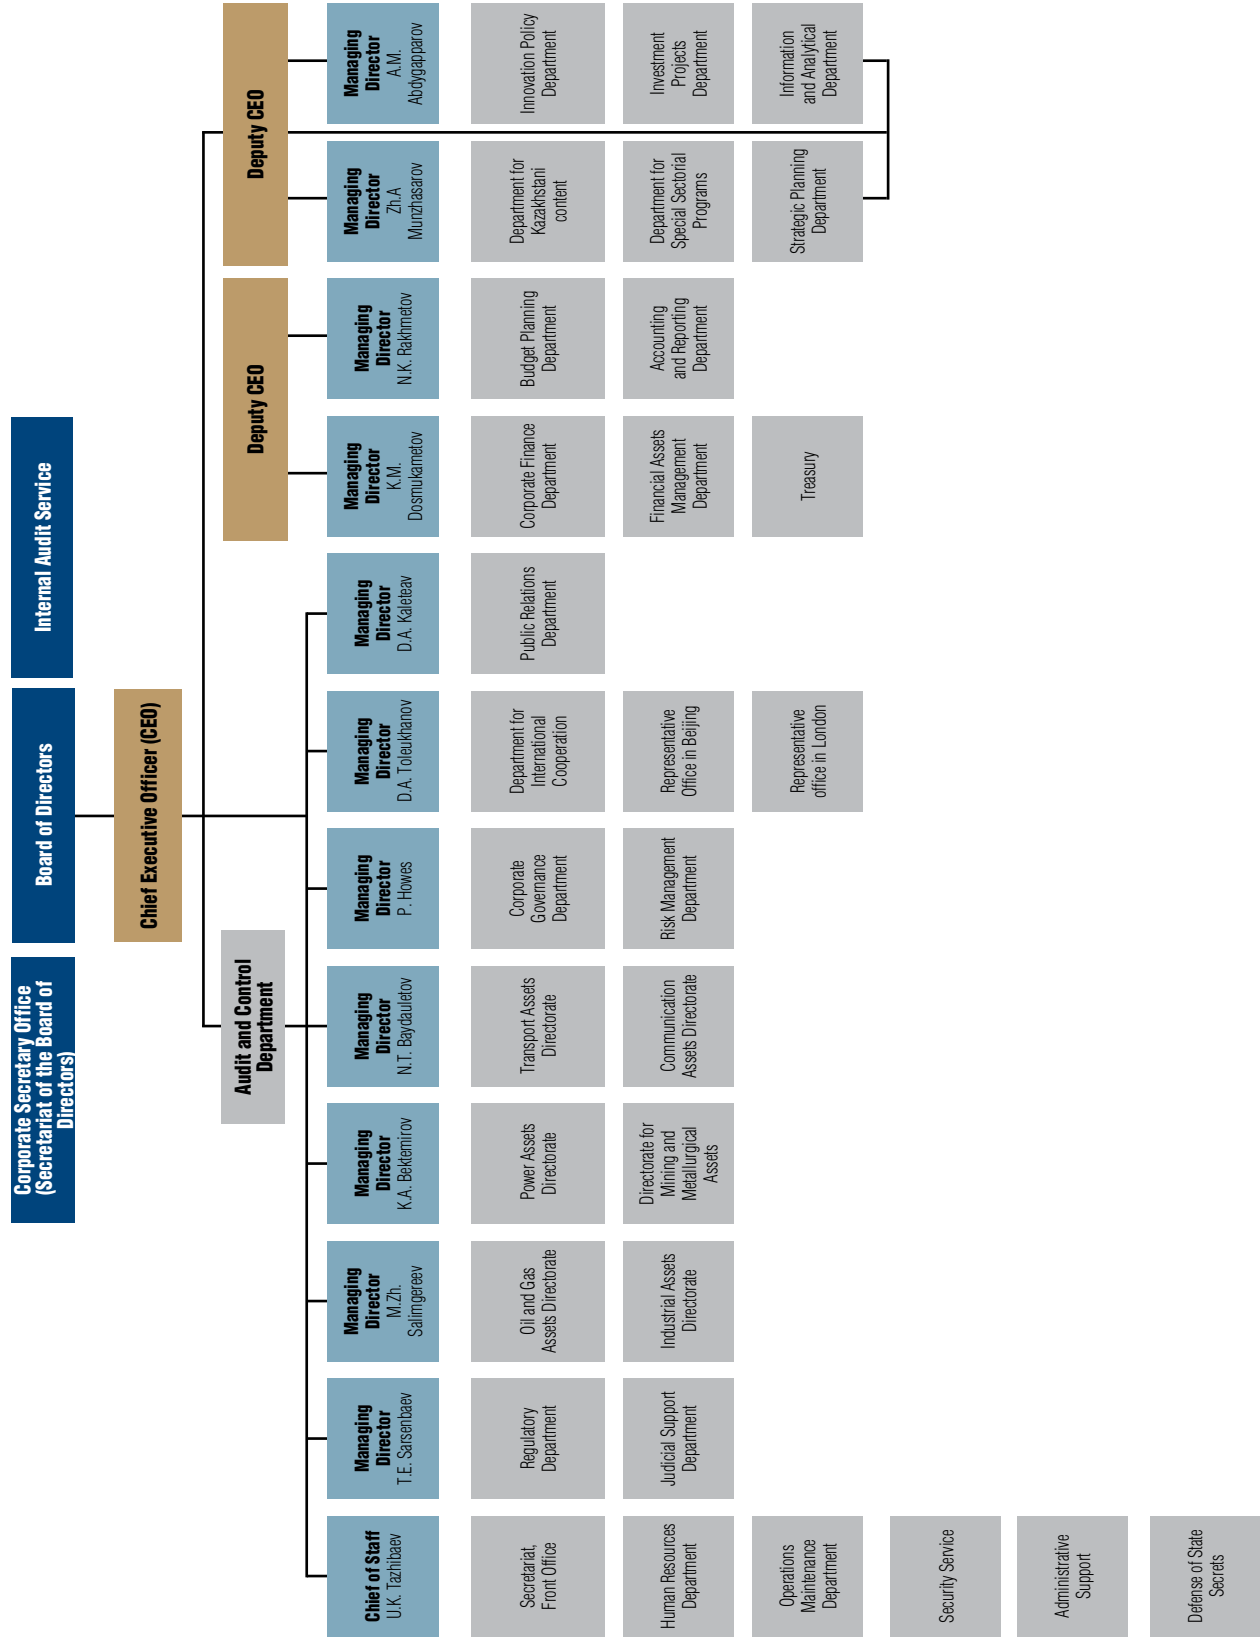 Corporate Secretary Office
(Secretariat of the Board of
Directors)
Board of Directors
Internal Audit Service
Chief Executive Officer (CEO)
Audit and Control
Department
Deputy CEO
Deputy CEO
Chief of Staff
U.K. Tazhibaev
Managing
Director
T.E. Sarsenbaev
Managing
Director
M.Zh.
Salimgereev
Managing
Director
K.A. Bektemirov
Managing
Director
N.T. Baydauletov
Managing
Director
P. Howes
Managing
Director
D.A. Toleukhanov
Managing
Director
D.A. Kaleteav
Managing
Director
K.M.
Dosmukametov
Managing
Director
N.K. Rakhmetov
Managing
Director
Zh.A
Munzhasarov
Managing
Director
A.M.
Abdygapparov
Secretariat,
Front Office
Regulatory
Department
Oil and Gas
Assets Directorate
Power Assets
Directorate
Transport Assets
Directorate
Corporate
Governance
Department
Department for
International
Cooperation
Public Relations
Department
Corporate Finance
Department
Budget Planning
Department
Department for
Kazakhstani
content
Innovation Policy
Department
Human Resources
Department
Judicial Support
Department
Industrial Assets
Directorate
Directorate for
Mining and
Metallurgical
Assets
Communication
Assets Directorate
Risk Management
Department
Representative
Office in Beijing
Financial Assets
Management
Department
Accounting
and Reporting
Department
Department for
Special Sectorial
Programs
Investment
Projects
Department
Operations
Maintenance
Department
Representative
office in London
Treasury
Strategic Planning
Department
Information
and Analytical
Department
Security Service
Administrative
Support
Defense of State
Secrets